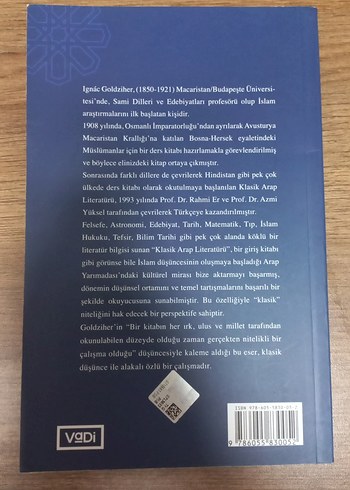 Ignác Goldziher, (1850-1921) Macaristan/Budapeşte Üniversi-
tesi'nde, Sami Dilleri ve Edebiyatları profesörü olup İslam
araştırmalarını ilk başlatan kişidir.
1908 yılında, Osmanlı İmparatorluğu'ndan ayrılarak Avusturya
Macaristan Krallığı'na katılan Bosna-Hersek eyaletindeki
Müslümanlar için bir ders kitabı hazırlamakla görevlendirilmiş
ve böylece elinizdeki kitap ortaya çıkmıştır.
Sonrasında farklı dillere de çevrilerek Hindistan gibi pek çok
ülkede ders kitabı olarak okutulmaya başlanılan Klasik Arap
Literatürü, 1993 yılında Prof. Dr. Rahmi Er ve Prof. Dr. Azmi
Yüksel tarafından çevrilerek Türkçeye kazandırılmıştır.
Felsefe, Astronomi, Edebiyat, Tarih, Matematik, Tıp, İslam
Hukuku, Tefsir, Bilim Tarihi gibi pek çok alanda köklü bir
literatür bilgisi sunan "Klasik Arap Literatürü", bir giriş kitabı
gibi görünse bile İslam düşüncesinin oluşmaya başladığı Arap
Yarımadası'ndaki kültürel mirası bize aktarmayı başarmış,
dönemin düşünsel ortamını ve temel tartışmalarını başarılı bir
şekilde okuyucusuna sunabilmiştir. Bu özelliğiyle "klasik"
niteliğini hak edecek bir perspektife sahiptir.
Goldziher'in "Bir kitabın her ırk, ulus ve millet tarafından
okunulabilen düzeyde olduğu zaman gerçekten nitelikli bir
çalışma olduğu" düşüncesiyle kaleme aldığı bu eser, klasik
düşünce ile alakalı özlü bir çalışmadır.
VaDi